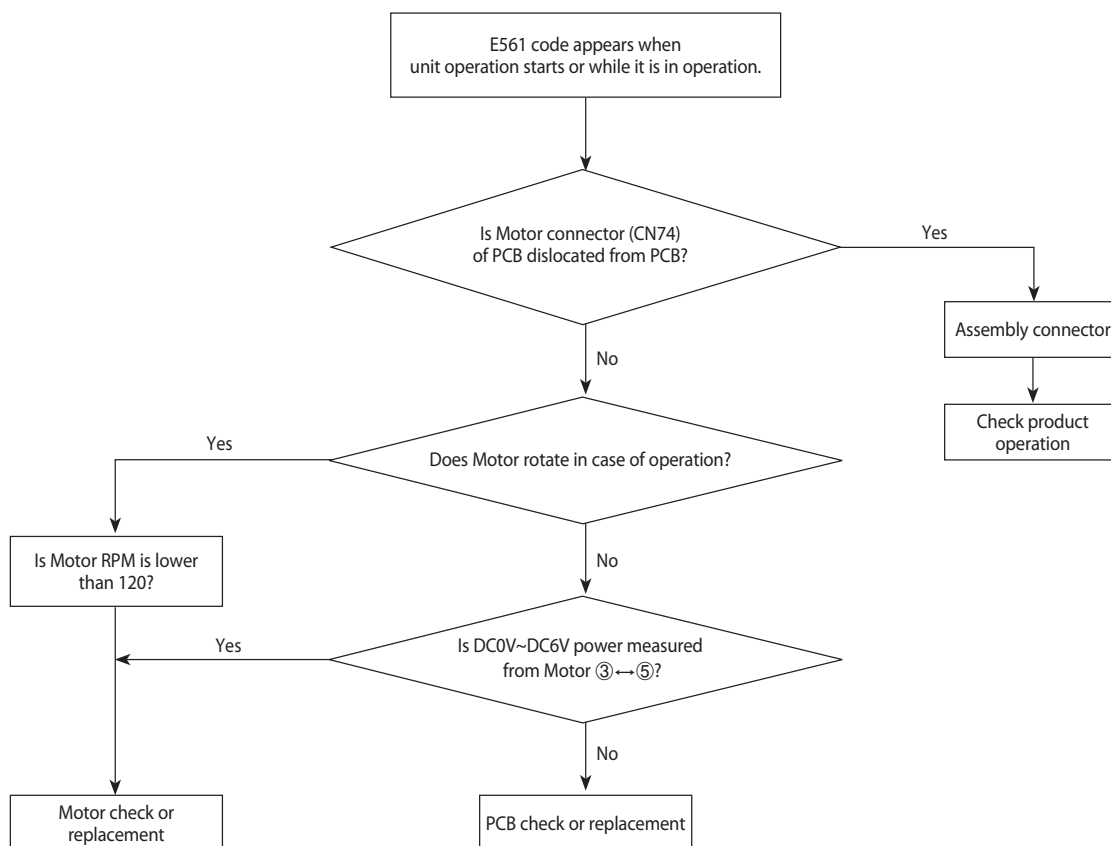 E561 code appears when
unit operation starts or while it is in operation.
Is Motor connector (CN74)
of PCB dislocated from PCB?
Yes
Assembly connector
No
Check product
operation
Yes
Does Motor rotate in case of operation?
Is Motor RPM is lower
than 120?
No
Yes
Is DC0V~DC6V power measured
from Motor ③↔⑤?
No
Motor check or
replacement
PCB check or replacement